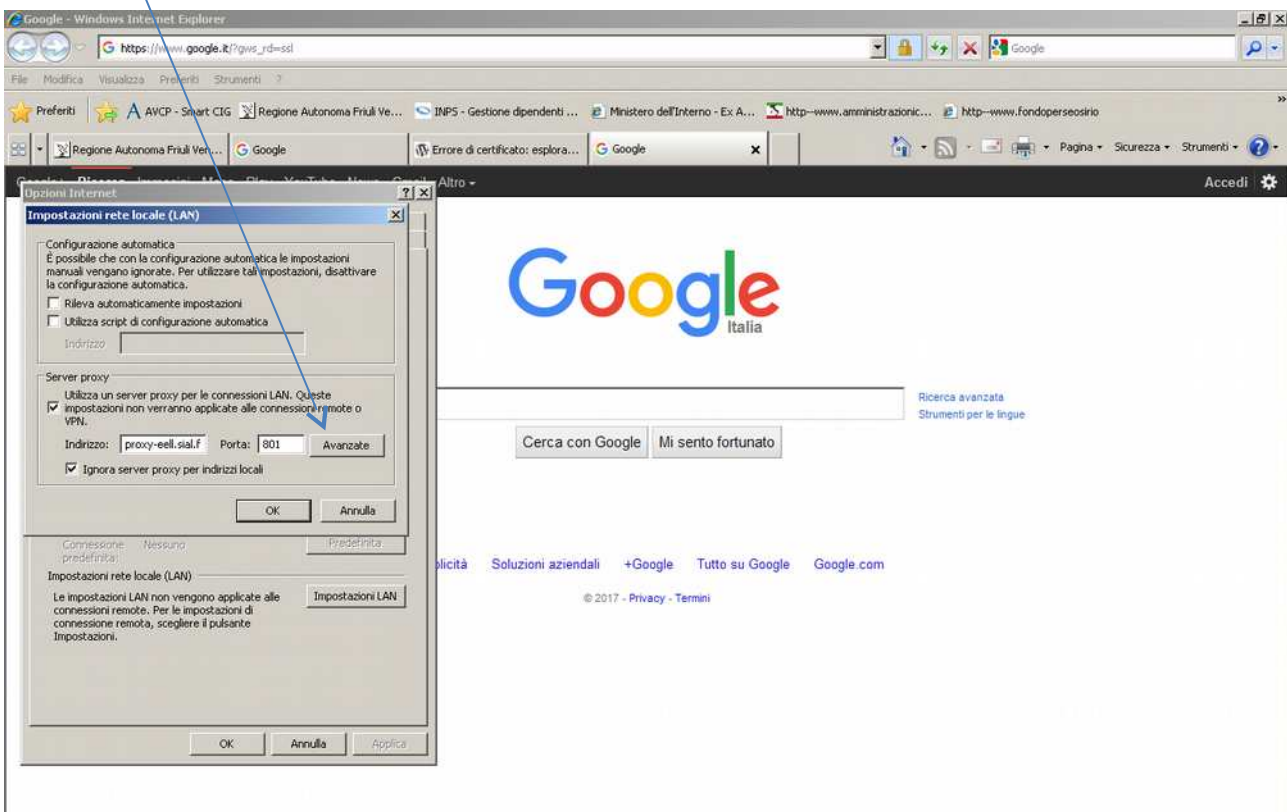 Google - Windows Internet Explorer
https://www.google.it/?gws_rd=ssl
Google
File Modifica Visualizza Preferiti Strumenti ?
Preferiti AVCP - Smart CIG Regione Autonoma Friuli Ve... INPS - Gestione dipendenti ... Ministero dell'Interno - Ex A... http--www.amministrazionic... http--www.fondoperseosirio
Regione Autonoma Friuli Ven... Google Errore di certificato: esplora... Google Pagina Sicurezza Strumenti
Altro Accedi
Opzioni Internet
Impostazioni rete locale (LAN)
Configurazione automatica
È possibile che con la configurazione automatica le impostazioni
manuali vengano ignorate. Per utilizzare tali impostazioni, disattivare
la configurazione automatica.
Rileva automaticamente impostazioni
Utilizza script di configurazione automatica
Indirizzo
Server proxy
Utilizza un server proxy per le connessioni LAN. Queste
impostazioni non verranno applicate alle connessioni remote o
VPN.
Indirizzo: proxy-eell.sial.f Porta: 801 Avanzate
Ignora server proxy per indirizzi locali
OK Annulla
Connessione Nessuno Predefinita
predefinita:
Impostazioni rete locale (LAN)
Le impostazioni LAN non vengono applicate alle Impostazioni LAN
connessioni remote. Per le impostazioni di
connessione remota, scegliere il pulsante
Impostazioni.
OK Annulla Applica
Google
Italia
Ricerca avanzata
Strumenti per le lingue
Cerca con Google Mi sento fortunato
blicità Soluzioni aziendali +Google Tutto su Google Google.com
© 2017 - Privacy - Termini